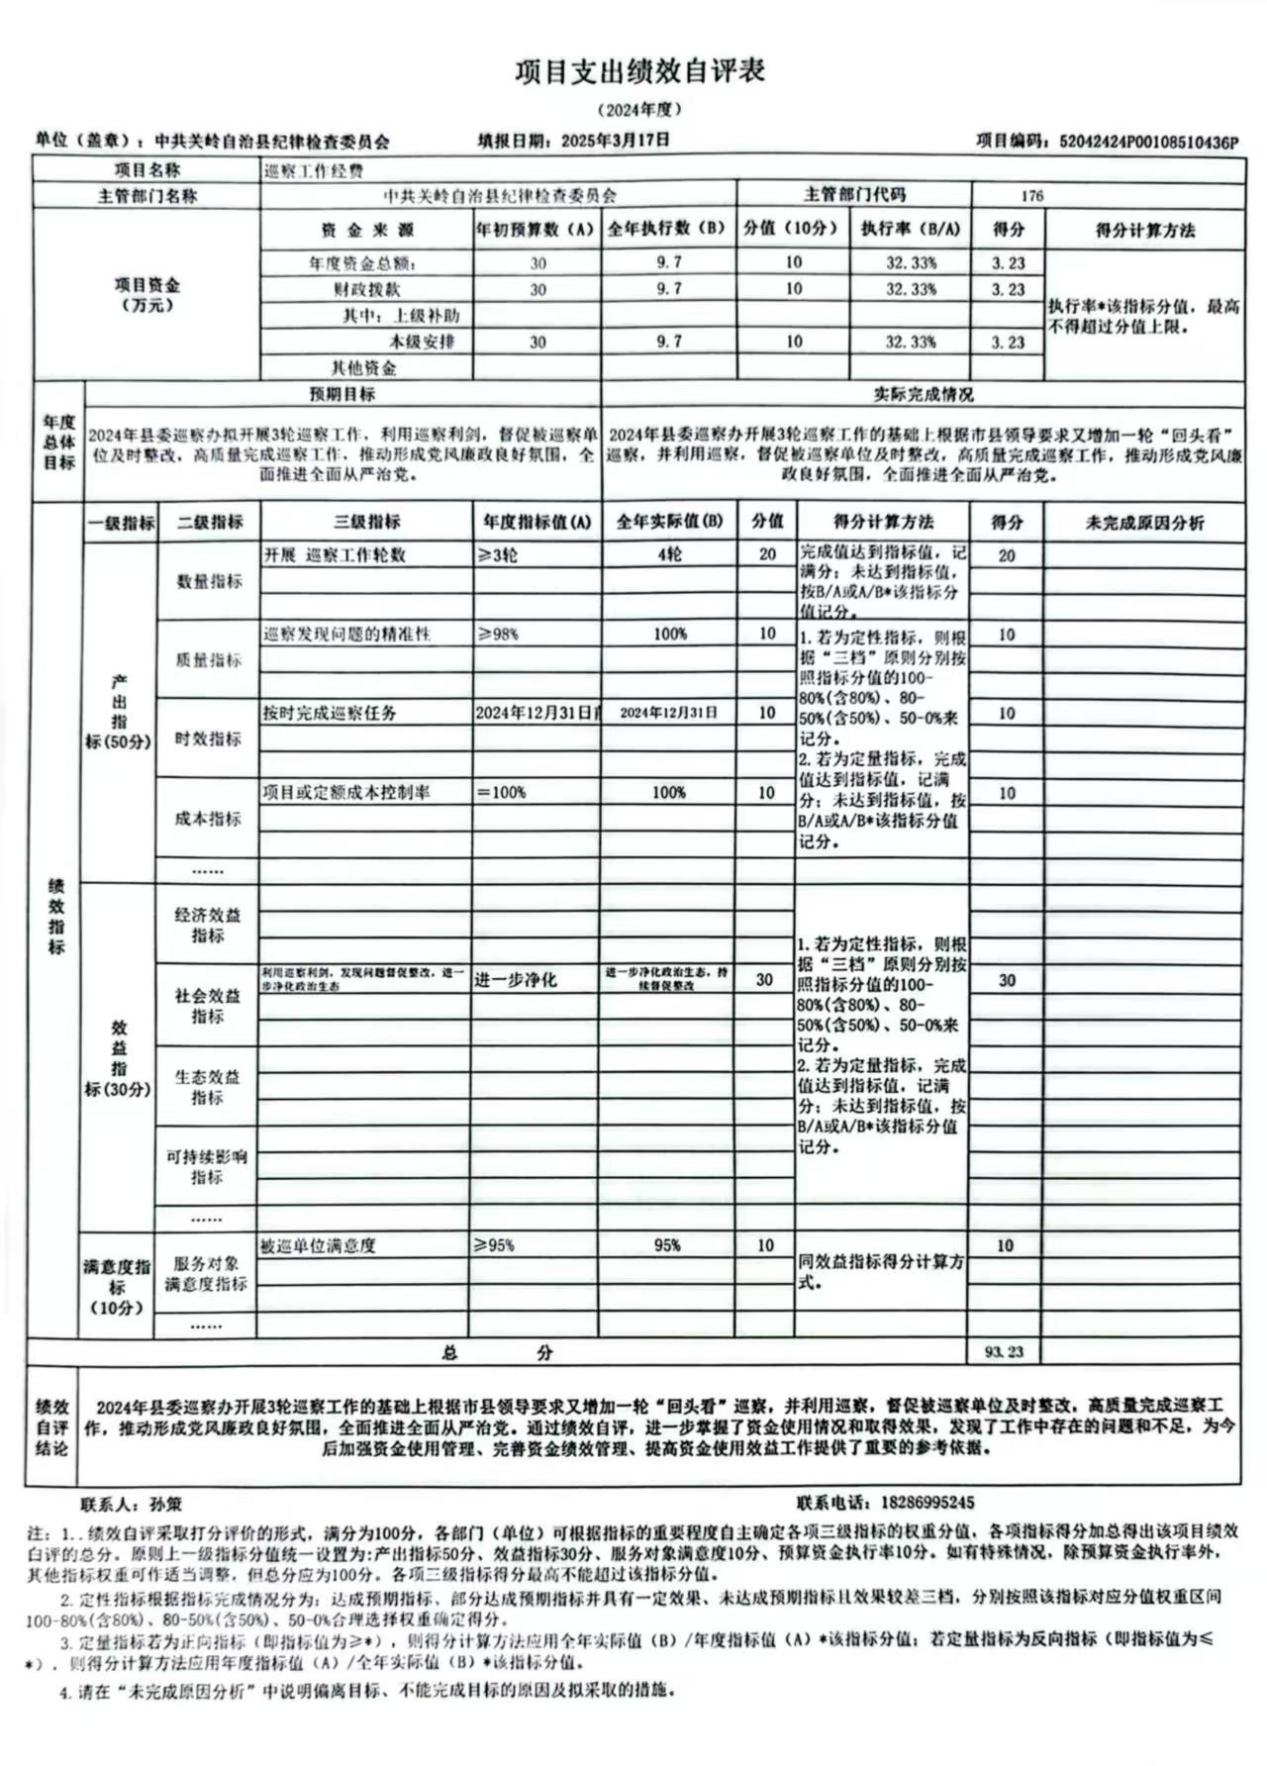 项目支出绩效自评表
（2024年度）
单位（盖章）：中共关岭自治县纪律检查委员会 填报日期：2025年3月17日 项目编码：52042424P00108510436P
项目名称 巡察工作经费
主管部门名称 中共关岭自治县纪律检查委员会 主管部门代码 176
项目资金
（万元）
资 金 来 源 年初预算数（A） 全年执行数（B） 分值（10分） 执行率（B/A） 得分 得分计算方法
年度资金总额： 30 9.7 10 32.33% 3.23
财政拨款 30 9.7 10 32.33% 3.23
其中：上级补助
本级安排 30 9.7 10 32.33% 3.23
其他资金
执行率*该指标分值，最高
不得超过分值上限。
年度
总体
目标
预期目标 实际完成情况
2024年县委巡察办拟开展3轮巡察工作，利用巡察利剑，督促被巡察单
位及时整改，高质量完成巡察工作，推动形成党风廉政良好氛围，全
面推进全面从严治党。
2024年县委巡察办开展3轮巡察工作的基础上根据市县领导要求又增加一轮“回头看”
巡察，并利用巡察，督促被巡察单位及时整改，高质量完成巡察工作，推动形成党风廉
政良好氛围，全面推进全面从严治党。
绩
效
指
标
一级指标 二级指标 三级指标 年度指标值(A) 全年实际值(B) 分值 得分计算方法 得分 未完成原因分析
产
出
指
标(50分)
数量指标
开展 巡察工作轮数 ≥3轮 4轮 20 20
完成值达到指标值，记
满分；未达到指标值，
按B/A或A/B*该指标分
值记分。
质量指标
巡察发现问题的精准性 ≥98% 100% 10 10
时效指标
按时完成巡察任务 2024年12月31日 2024年12月31日 10 10
成本指标
项目或定额成本控制率 =100% 100% 10 10
1.若为定性指标，则根
据“三档”原则分别按
照指标分值的100-
80%(含80%)、80-
50%(含50%)、50-0%来
记分。
2.若为定量指标，完成
值达到指标值，记满
分；未达到指标值，按
B/A或A/B*该指标分值
记分。
……
效
益
指
标(30分)
经济效益
指标
社会效益
指标
利用巡察利剑，发现问题督促整改，进一
步净化政治生态
进一步净化
进一步净化政治生态，持
续督促整改
30 30
生态效益
指标
可持续影响
指标
……
1.若为定性指标，则根
据“三档”原则分别按
照指标分值的100-
80%(含80%)、80-
50%(含50%)、50-0%来
记分。
2.若为定量指标，完成
值达到指标值，记满
分；未达到指标值，按
B/A或A/B*该指标分值
记分。
满意度指
标
（10分）
服务对象
满意度指标
被巡单位满意度 ≥95% 95% 10 10
同效益指标得分计算方
式。
……
总 分 93.23
绩效
自评
结论
2024年县委巡察办开展3轮巡察工作的基础上根据市县领导要求又增加一轮“回头看”巡察，并利用巡察，督促被巡察单位及时整改，高质量完成巡察工
作，推动形成党风廉政良好氛围，全面推进全面从严治党。通过绩效自评，进一步掌握了资金使用情况和取得效果，发现了工作中存在的问题和不足，为今
后加强资金使用管理、完善资金绩效管理、提高资金使用效益工作提供了重要的参考依据。
联系人：孙策 联系电话：18286995245
注：1..绩效自评采取打分评价的形式，满分为100分，各部门（单位）可根据指标的重要程度自主确定各项三级指标的权重分值，各项指标得分加总得出该项目绩效
自评的总分。原则上一级指标分值统一设置为:产出指标50分、效益指标30分、服务对象满意度10分、预算资金执行率10分。如有特殊情况，除预算资金执行率外，
其他指标权重可作适当调整，但总分应为100分。各项三级指标得分最高不能超过该指标分值。
2.定性指标根据指标完成情况分为：达成预期指标、部分达成预期指标并具有一定效果、未达成预期指标且效果较差三档，分别按照该指标对应分值权重区间
100-80%(含80%)、80-50%(含50%)、50-0%合理选择权重确定得分。
3.定量指标若为正向指标（即指标值为≥*），则得分计算方法应用全年实际值（B）/年度指标值（A）*该指标分值；若定量指标为反向指标（即指标值为≤
*），则得分计算方法应用年度指标值（A）/全年实际值（B）*该指标分值。
4.请在“未完成原因分析”中说明偏离目标、不能完成目标的原因及拟采取的措施。